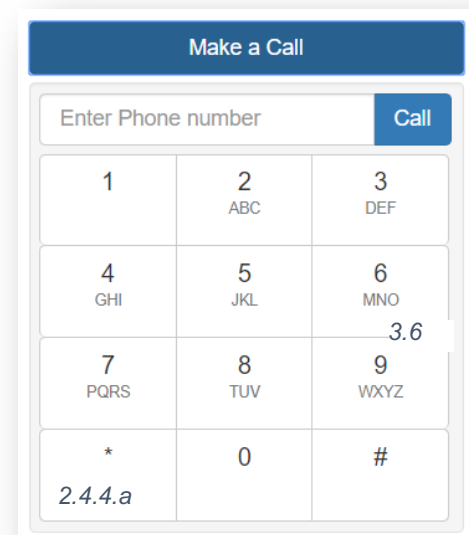 Make a Call
Enter Phone number Call
1 2 3
ABC DEF
4 5 6
GHI JKL MNO
3.6
7 8 9
PQRS TUV WXYZ
* 0 #
2.4.4.a